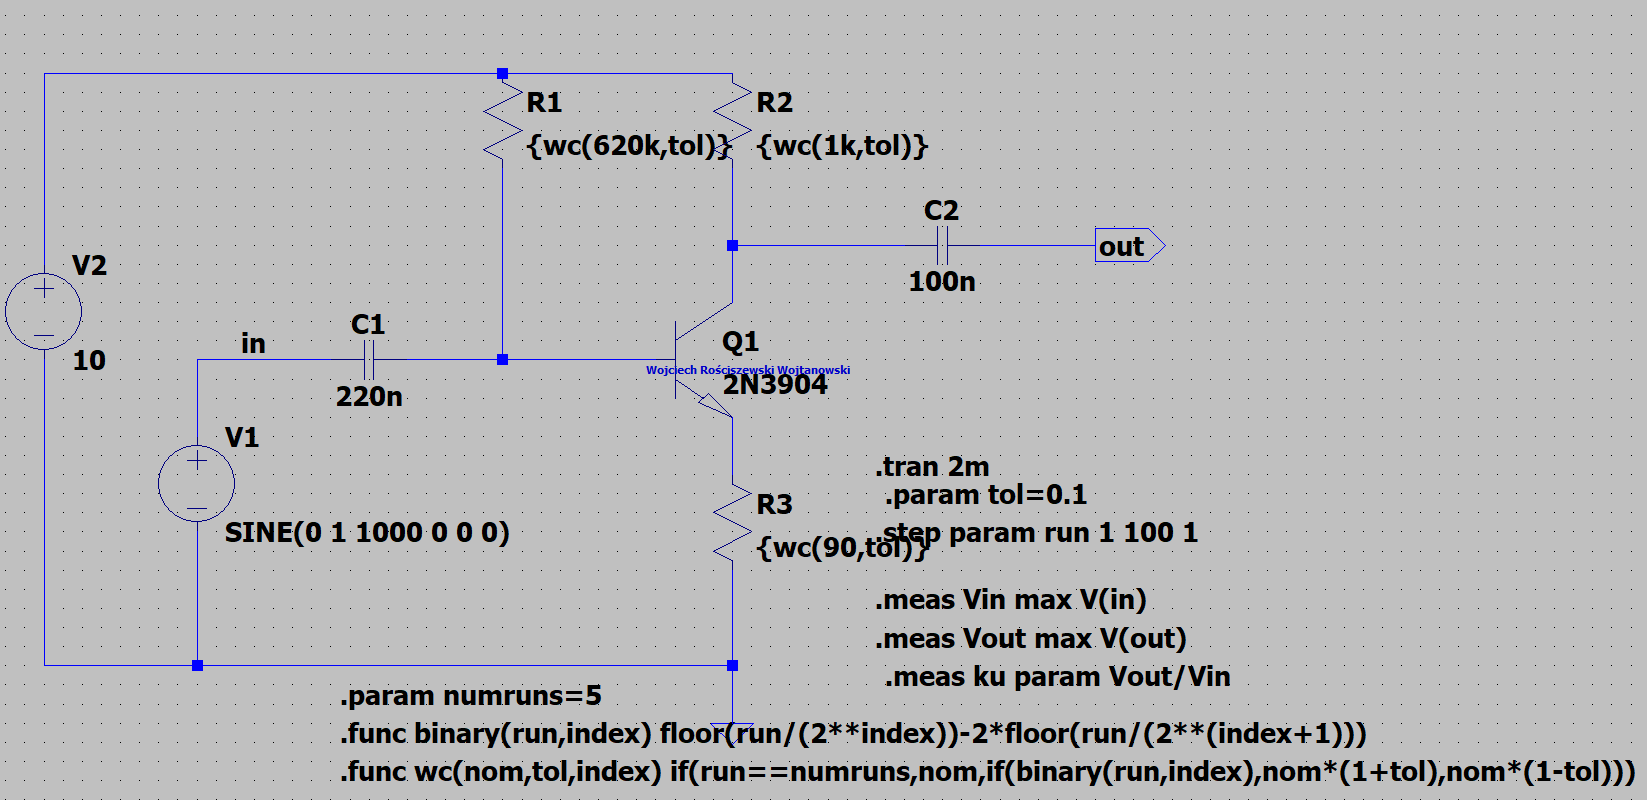 R1
{wc(620k,tol)}
R2
{wc(1k,tol)}
C2
out
100n
V2
10
in
C1
220n
Q1
Wojciech Rościszewski Wojtanowski
2N3904
V1
SINE(0 1 1000 0 0 0)
R3
{wc(90,tol)}
.tran 2m
.param tol=0.1
.step param run 1 100 1
.meas Vin max V(in)
.meas Vout max V(out)
.meas ku param Vout/Vin
.param numruns=5
.func binary(run,index) floor(run/(2**index))-2*floor(run/(2**(index+1)))
.func wc(nom,tol,index) if(run==numruns,nom,if(binary(run,index),nom*(1+tol),nom*(1-tol)))